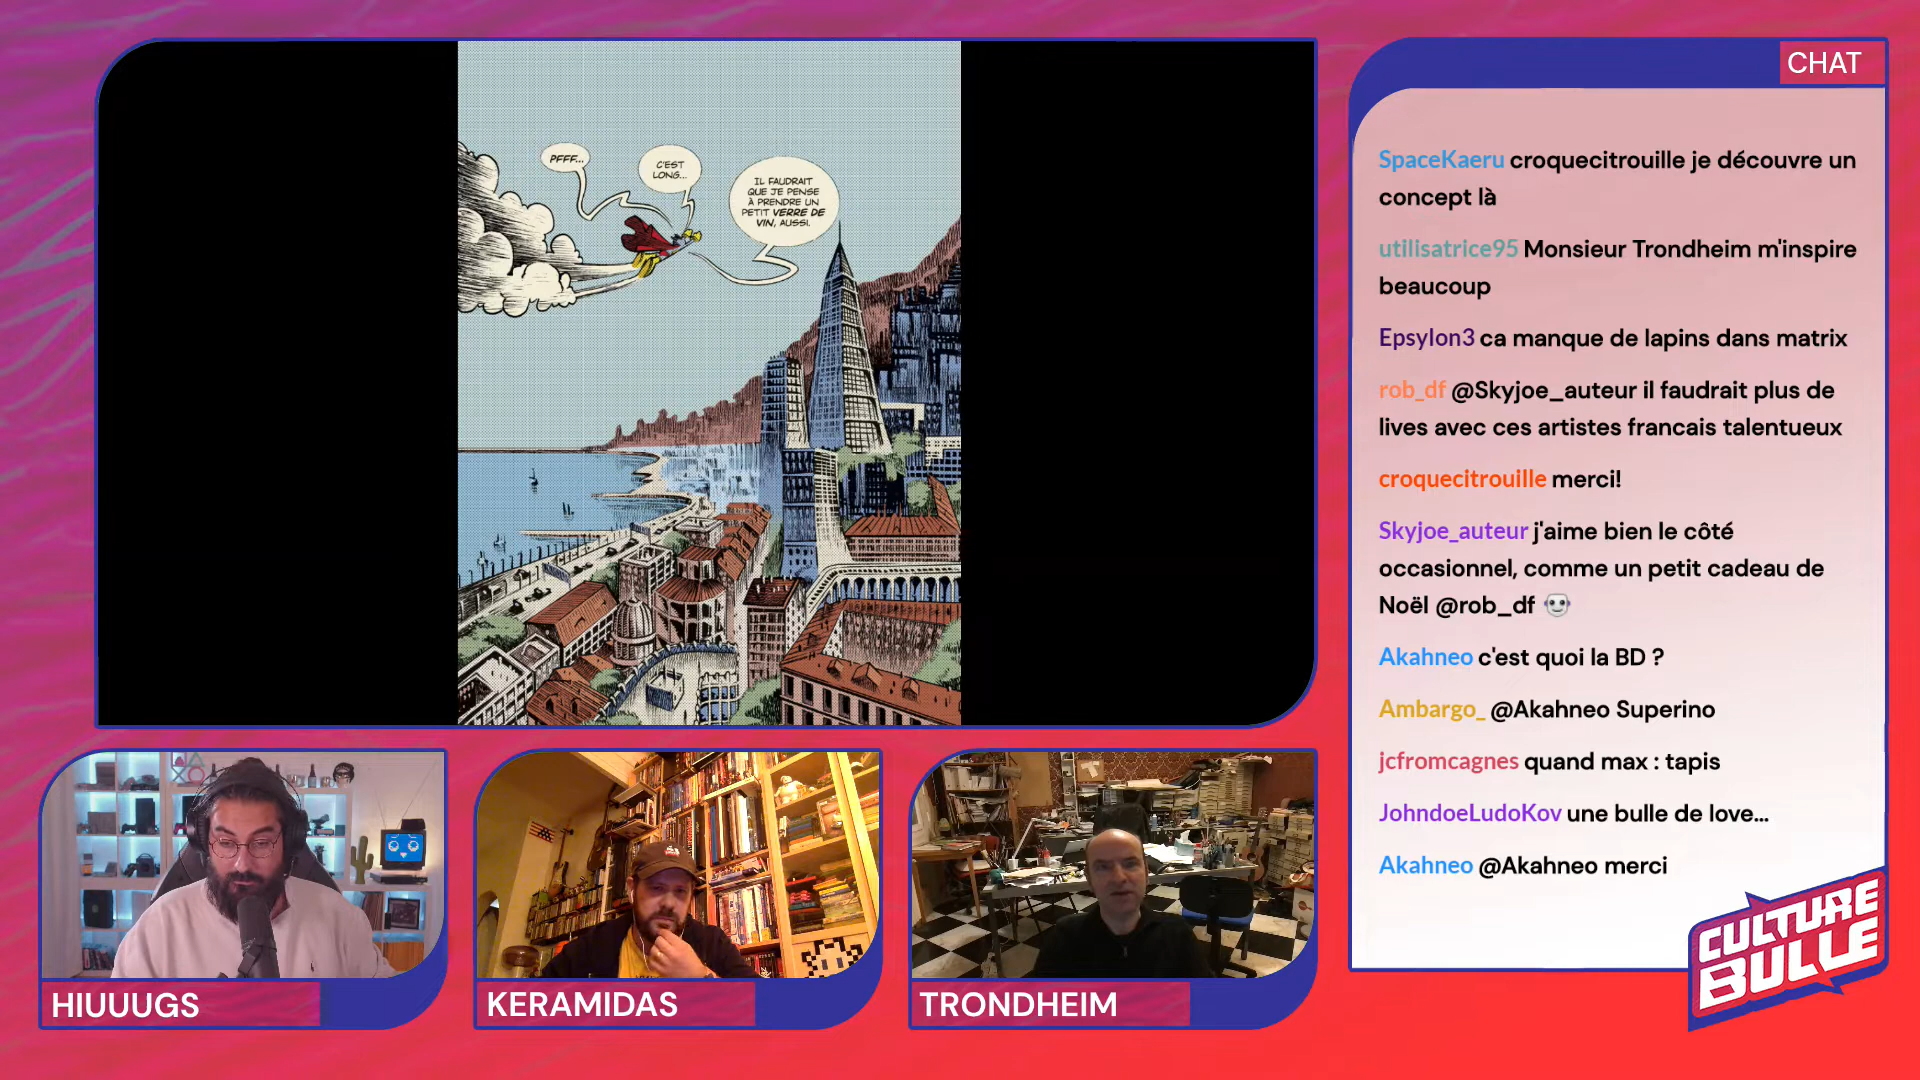 CHAT
PFFF...
C'EST
LONG...
IL FAUDRAIT
QUE JE PENSE
À PRENDRE UN
PETIT VERRE DE
VIN, AUSSI.
SpaceKaeru croquecitrouille je découvre un
concept là
utilisatrice95 Monsieur Trondheim m'inspire
beaucoup
Epsylon3 ca manque de lapins dans matrix
rob_df @Skyjoe_auteur il faudrait plus de
lives avec ces artistes francais talentueux
croquecitrouille merci!
Skyjoe_auteur j'aime bien le côté
occasionnel, comme un petit cadeau de
Noël @rob_df
Akahneo c'est quoi la BD ?
Ambargo_ @Akahneo Superino
jcfromcagnes quand max : tapis
JohndoeLudoKov une bulle de love...
Akahneo @Akahneo merci
HIUUUGS
KERAMIDAS
TRONDHEIM
CULTURE
BULLE